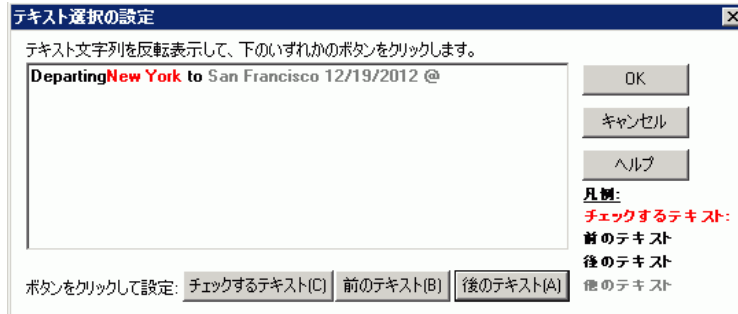 テキスト選択の設定
テキスト文字列を反転表示して、下のいずれかのボタンをクリックします。
DepartingNew York to San Francisco 12/19/2012 @
OK
キャンセル
ヘルプ
凡例:
チェックするテキスト:
前のテキスト
後のテキスト
他のテキスト
ボタンをクリックして設定: チェックするテキスト(C) 前のテキスト(B) 後のテキスト(A)